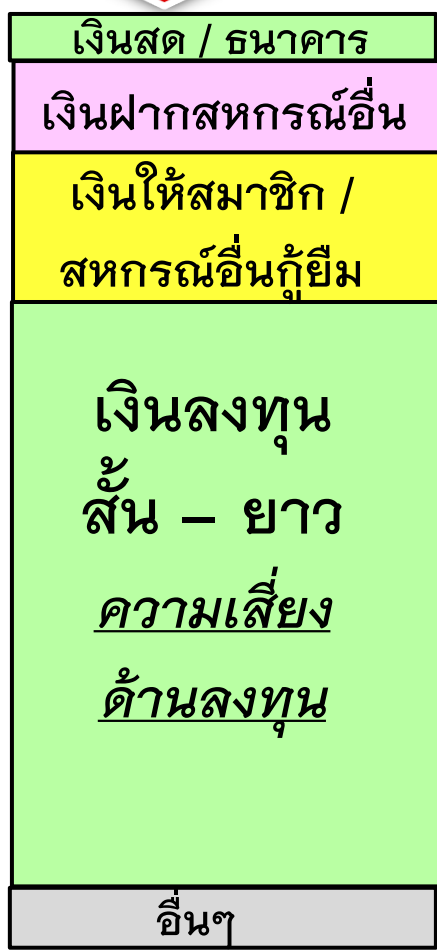 เงินสด / ธนาคาร
เงินฝากสหกรณ์อื่น
เงินให้สมาชิก /
สหกรณ์อื่นกู้ยืม
เงินลงทุน
สั้น – ยาว
ความเสี่ยง
ด้านลงทุน
อื่นๆ